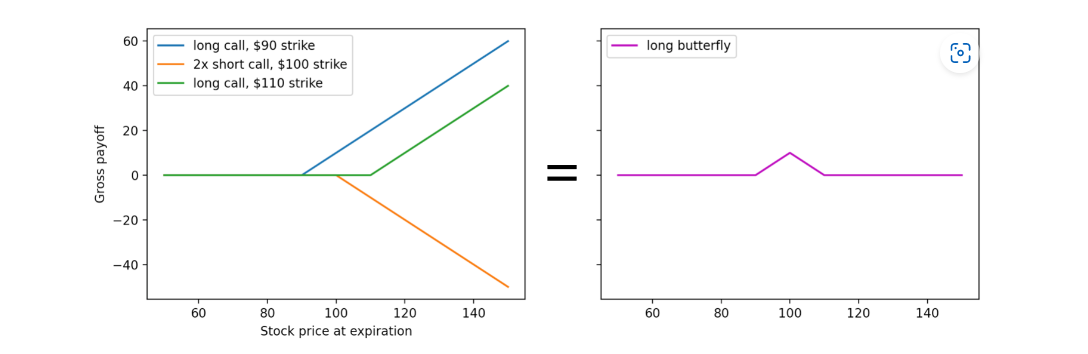 long call, $90 strike
2x short call, $100 strike
long call, $110 strike
60
40
20
0
−20
−40
Gross payoff
60
80
100
120
140
Stock price at expiration
=
long butterfly
60
80
100
120
140